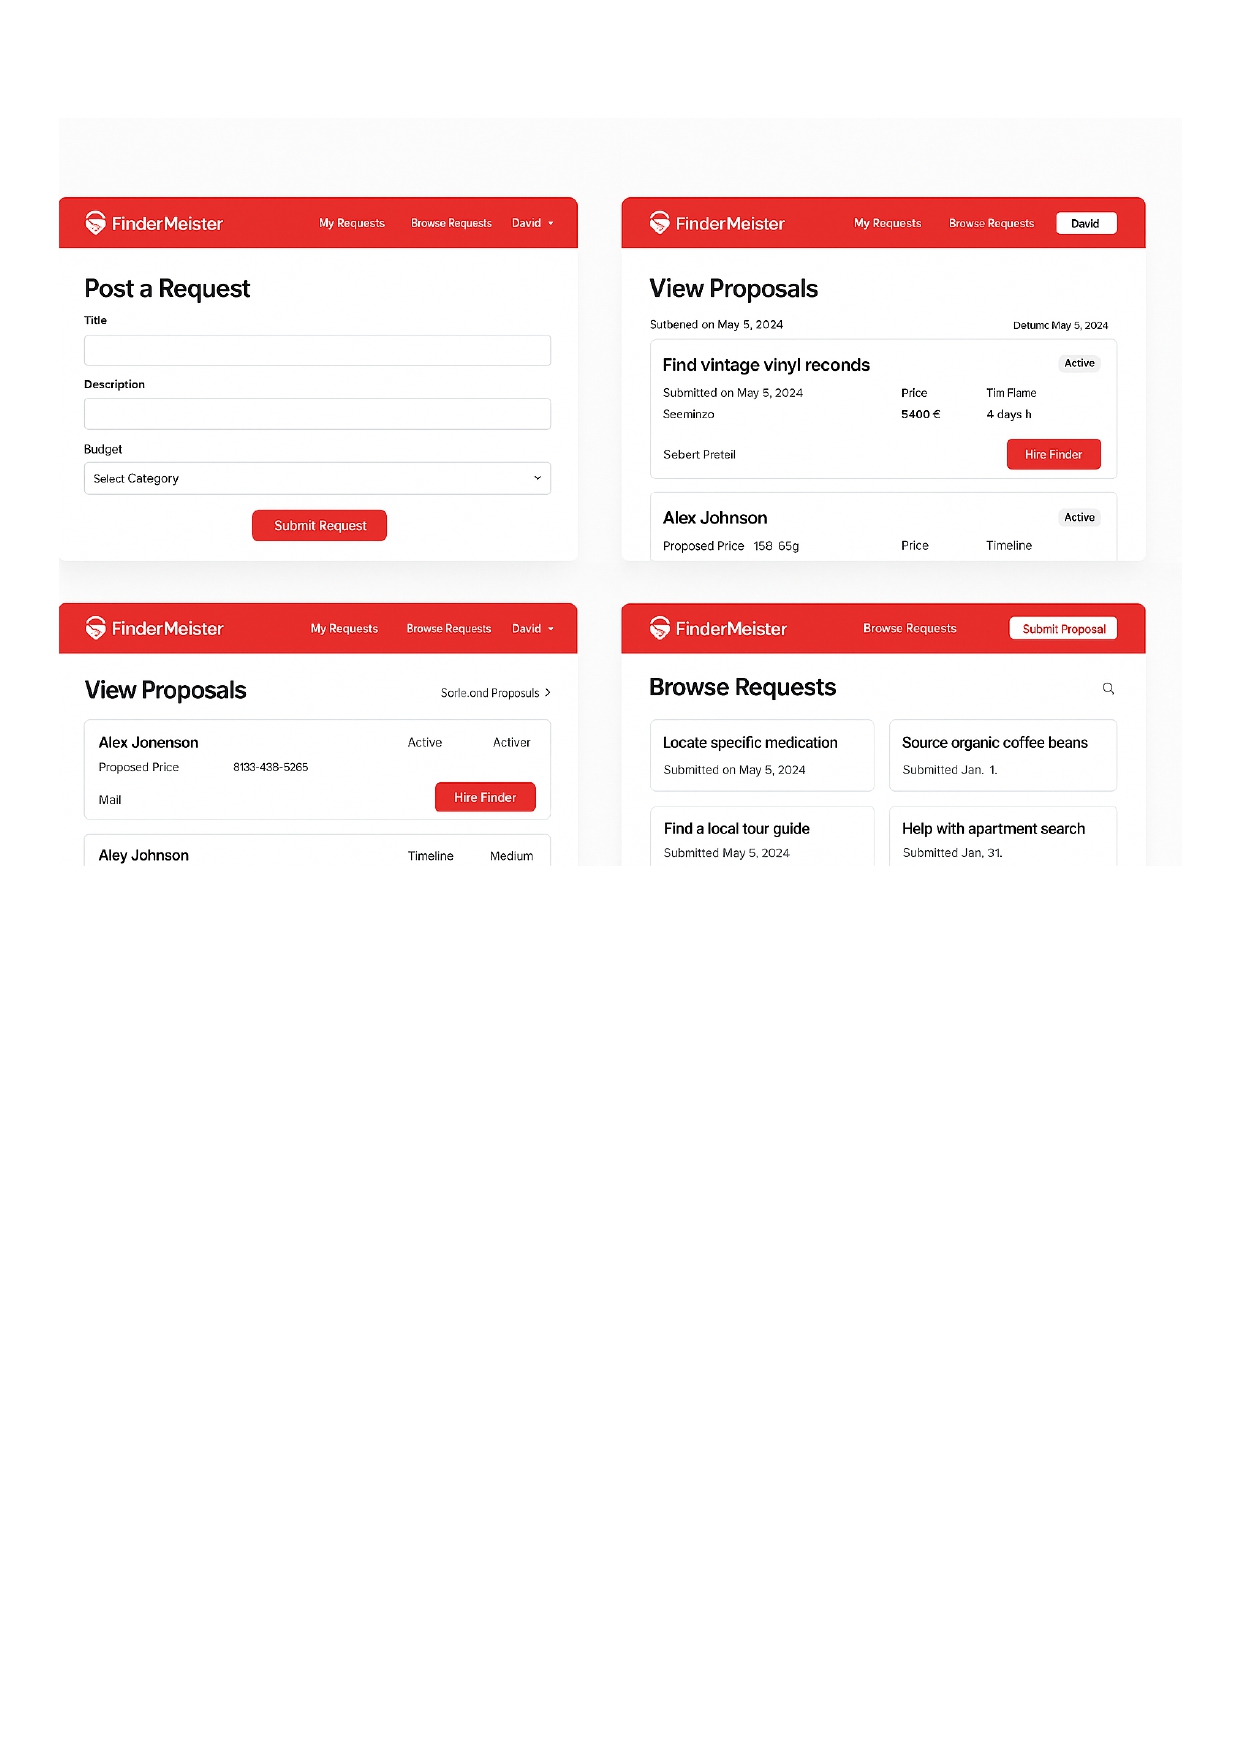 FinderMeister My Requests Browse Requests David
Post a Request
Title
Description
Budget
Select Category
Submit Request
FinderMeister My Requests Browse Requests David
View Proposals
Sutbened on May 5, 2024 Detumc May 5, 2024
Find vintage vinyl reconds Active
Submitted on May 5, 2024 Price Tim Flame
Seeminzo 5400 € 4 days h
Sebert Preteil Hire Finder
Alex Johnson Active
Proposed Price 158 65g Price Timeline
FinderMeister My Requests Browse Requests David
View Proposals Sorle.ond Proposuls
Alex Jonenson Active Activer
Proposed Price 8133-438-5265
Mail Hire Finder
Aley Johnson Timeline Medium
FinderMeister Browse Requests Submit Proposal
Browse Requests
Locate specific medication
Submitted on May 5, 2024
Source organic coffee beans
Submitted Jan. 1.
Find a local tour guide
Submitted May 5, 2024
Help with apartment search
Submitted Jan, 31.